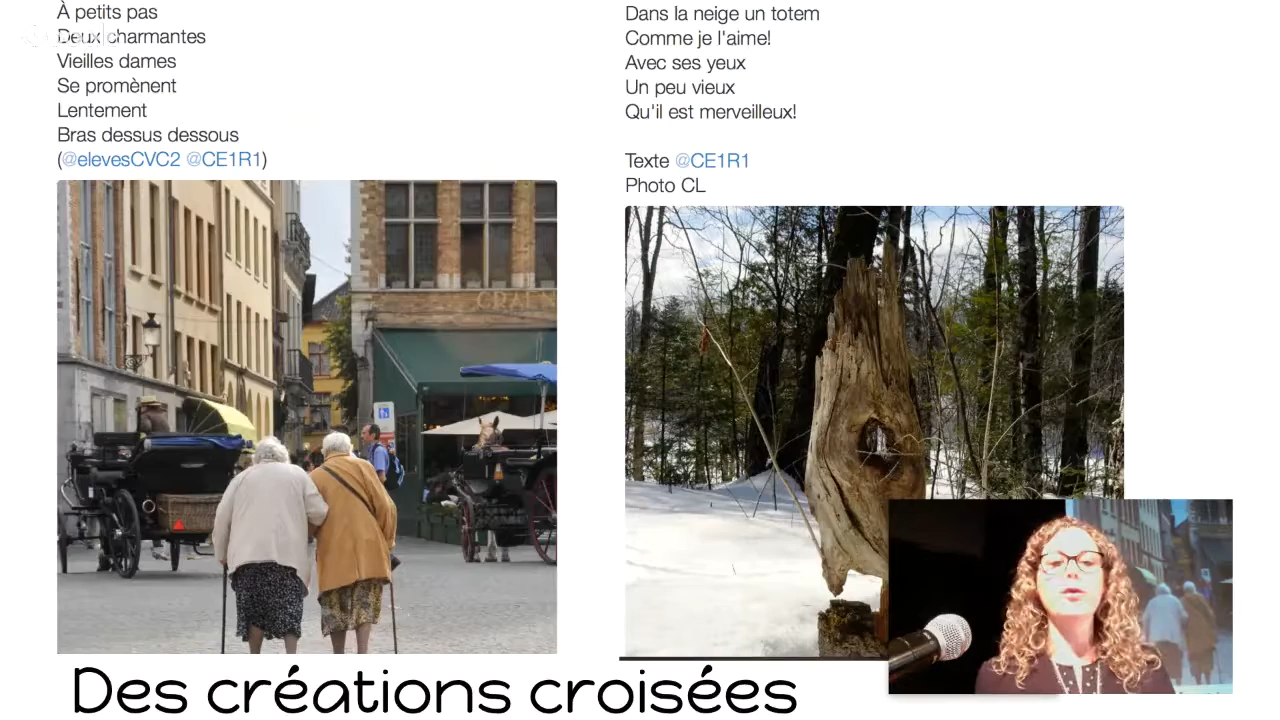 À petits pas
Deux charmantes
Vieilles dames
Se promènent
Lentement
Bras dessus dessous
(@elevesCVC2 @CE1R1)
Dans la neige un totem
Comme je l'aime!
Avec ses yeux
Un peu vieux
Qu'il est merveilleux!
Texte @CE1R1
Photo CL
Des créations croisées